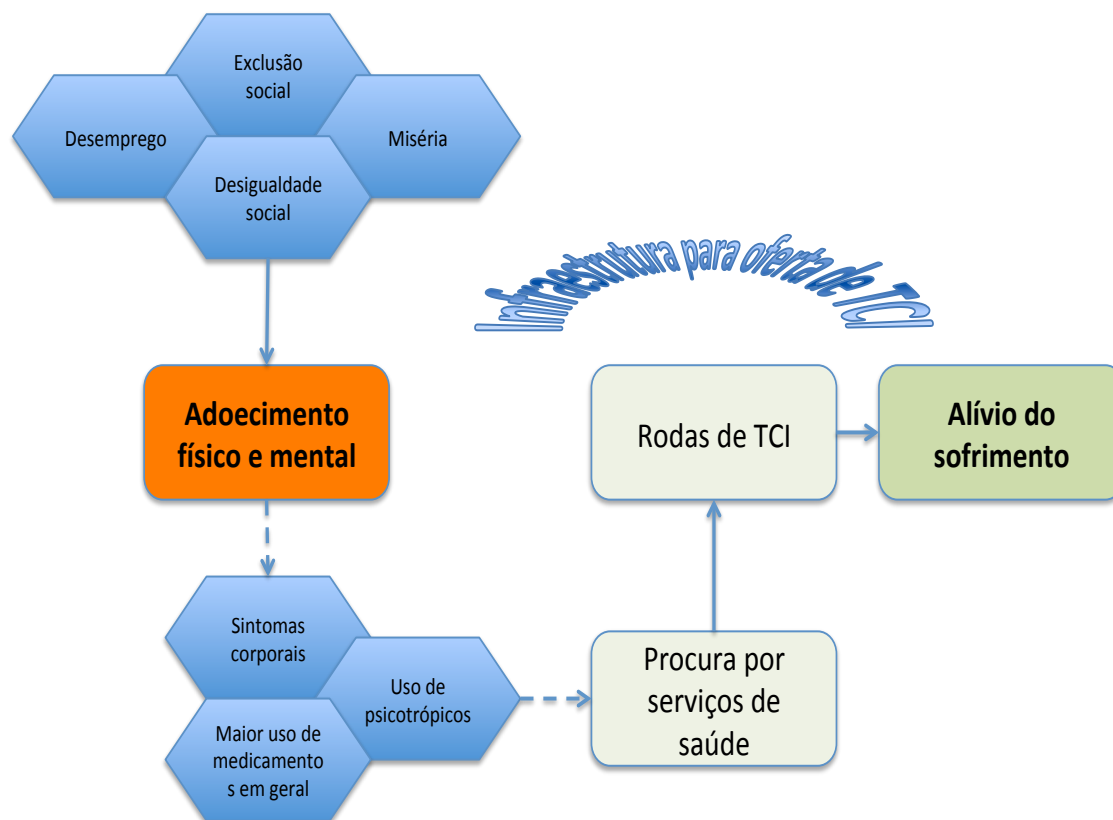 Exclusão
social
Desemprego
Miséria
Desigualdade
social
Infraestrutura para oferta de TCI
Adoecimento
físico e mental
Rodas de TCI
Alívio do
sofrimento
Sintomas
corporais
Uso de
psicotrópicos
Maior uso de
medicamento
s em geral
Procura por
serviços de
saúde